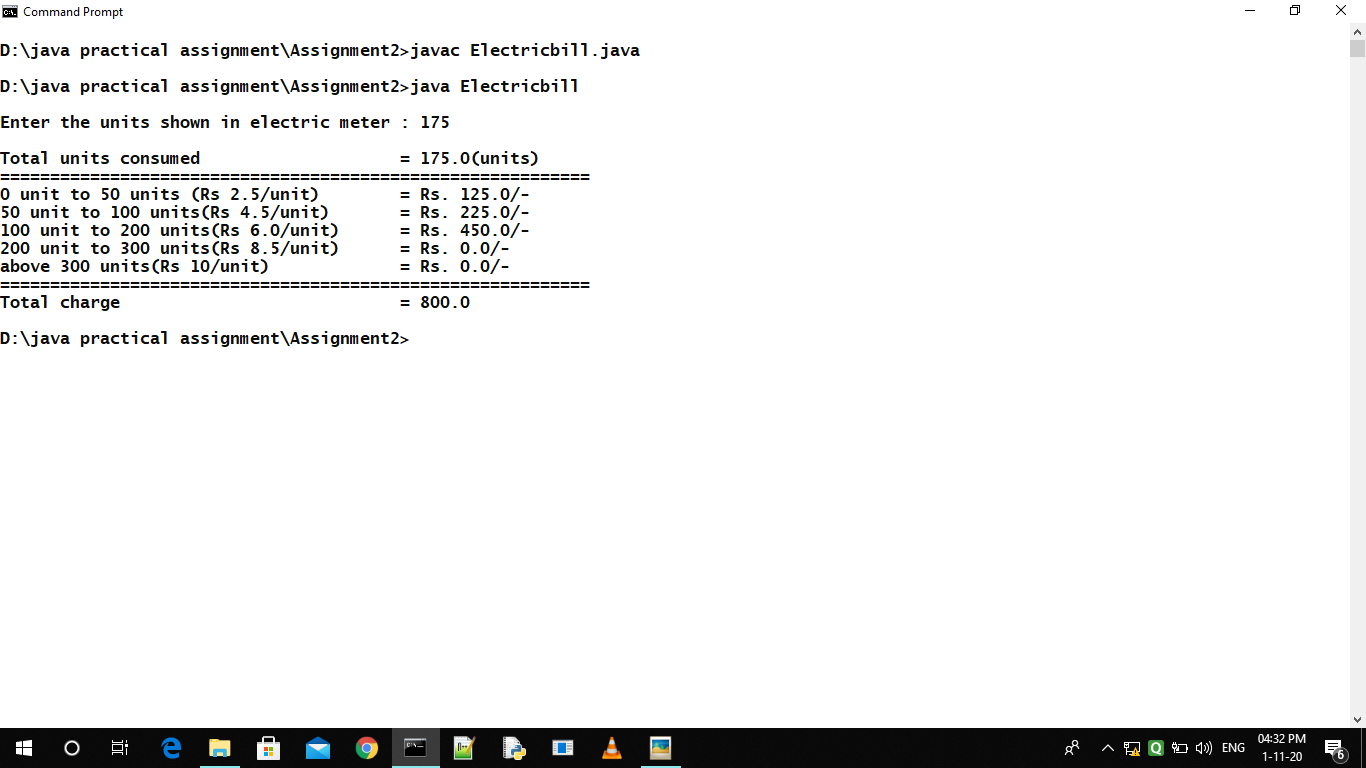 Command Prompt
D:\java practical assignment\Assignment2>javac Electricbill.java
D:\java practical assignment\Assignment2>java Electricbill
Enter the units shown in electric meter : 175
Total units consumed                    = 175.0(units)
===========================================================
0 unit to 50 units (Rs 2.5/unit)        = Rs. 125.0/-
50 unit to 100 units(Rs 4.5/unit)       = Rs. 225.0/-
100 unit to 200 units(Rs 6.0/unit)      = Rs. 450.0/-
200 unit to 300 units(Rs 8.5/unit)      = Rs. 0.0/-
above 300 units(Rs 10/unit)             = Rs. 0.0/-
===========================================================
Total charge                            = 800.0
D:\java practical assignment\Assignment2>
ENG
04:32 PM
1-11-20
6